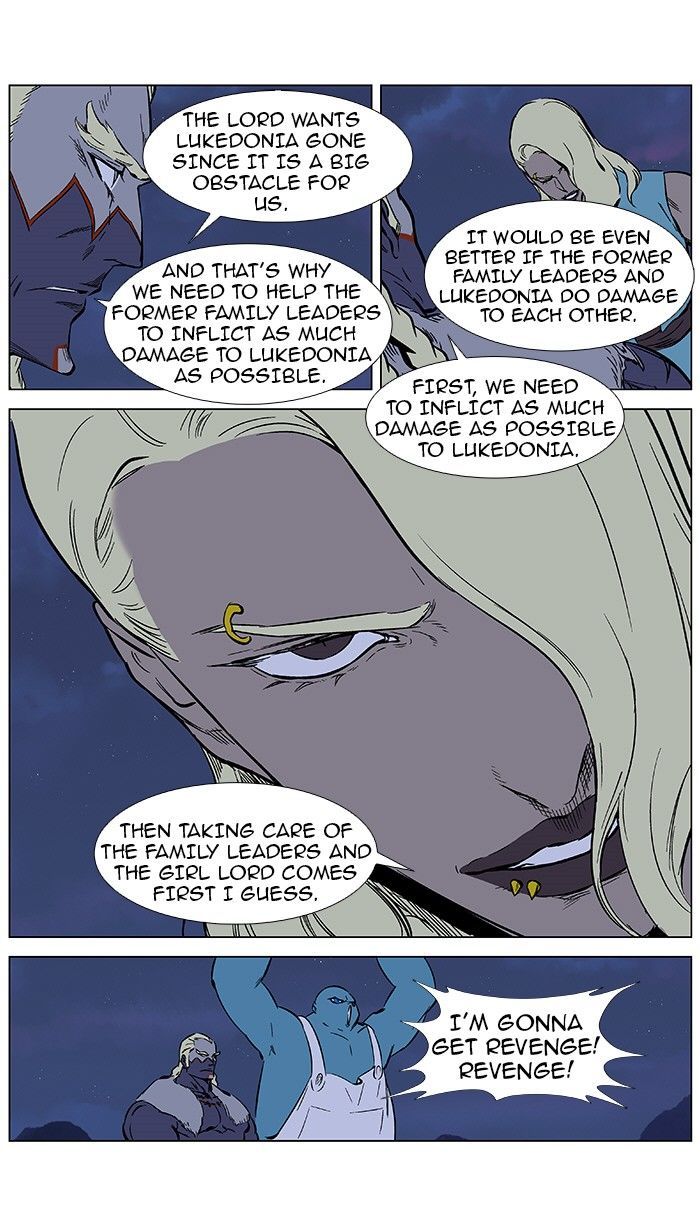 THE LORD WANTS
LUKEDONIA GONE
SINCE IT IS A BIG
OBSTACLE FOR
US.
AND THAT'S WHY
WE NEED TO HELP THE
FORMER FAMILY LEADERS
TO INFLICT AS MUCH
DAMAGE TO LUKEDONIA
AS POSSIBLE.
IT WOULD BE EVEN
BETTER IF THE FORMER
FAMILY LEADERS AND
LUKEDONIA DO DAMAGE
TO EACH OTHER.
FIRST, WE NEED
TO INFLICT AS MUCH
DAMAGE AS POSSIBLE
TO LUKEDONIA.
THEN TAKING CARE OF
THE FAMILY LEADERS AND
THE GIRL LORD COMES
FIRST I GUESS.
I'M GONNA
GET REVENGE!
REVENGE!